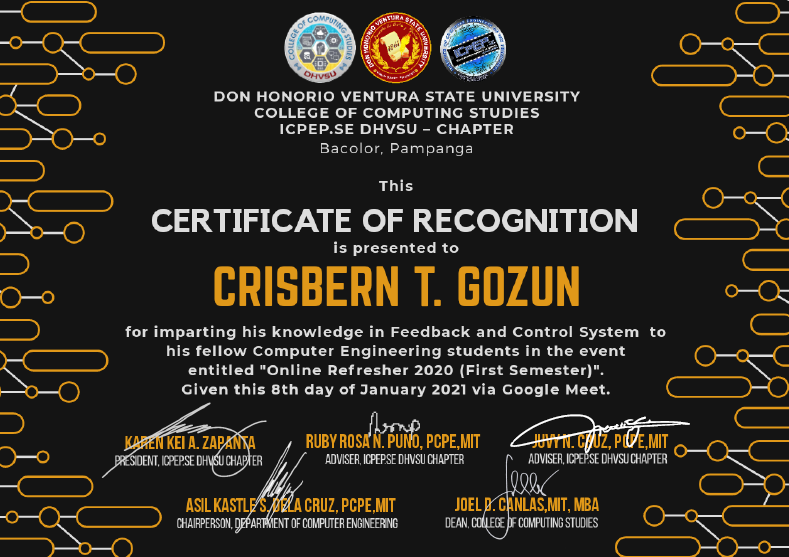 COLLEGE OF COMPUTING STUDIES
DHVSU
DON HONORIO VENTURA STATE UNIVERSITY
ICPEP
DON HONORIO VENTURA STATE UNIVERSITY
COLLEGE OF COMPUTING STUDIES
ICPEP.SE DHVSU – CHAPTER
Bacolor, Pampanga
This
CERTIFICATE OF RECOGNITION
is presented to
CRISBERN T. GOZUN
for imparting his knowledge in Feedback and Control System to
his fellow Computer Engineering students in the event
entitled "Online Refresher 2020 (First Semester)".
Given this 8th day of January 2021 via Google Meet.
KAREN KEI A. ZAPANTA
PRESIDENT, ICPEP.SE DHVSU CHAPTER
RUBY ROSA N. PUNO, PCPE,MIT
ADVISER, ICPEP.SE DHVSU CHAPTER
JUVY N. CRUZ, PCPE,MIT
ADVISER, ICPEP.SE DHVSU CHAPTER
ASIL KASTLE S. DELA CRUZ, PCPE,MIT
CHAIRPERSON, DEPARTMENT OF COMPUTER ENGINEERING
JOEL D. CANLAS,MIT, MBA
DEAN, COLLEGE OF COMPUTING STUDIES